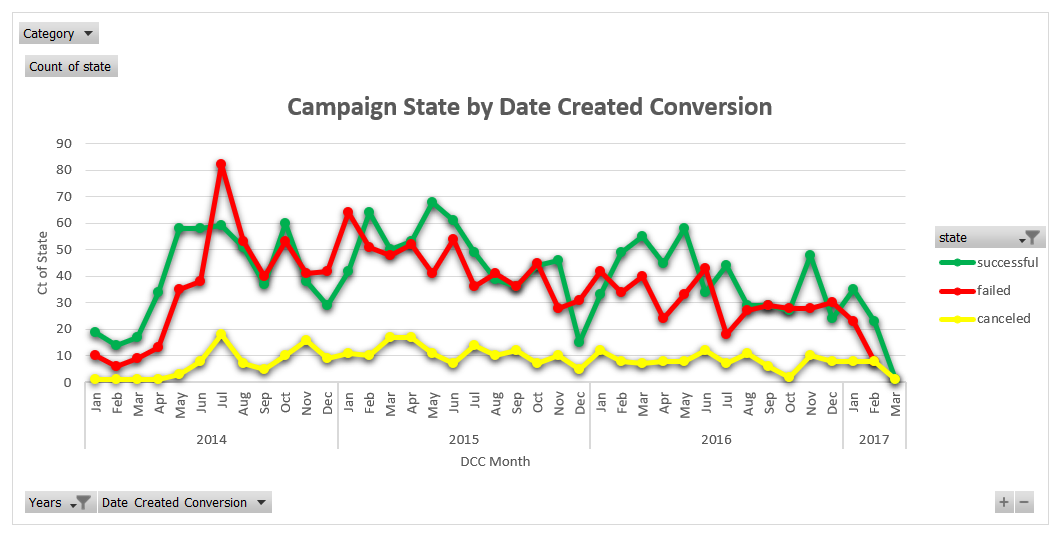 Category
Count of state
Campaign State by Date Created Conversion
90
80
70
60
50
40
30
20
10
0
Ct of State
Jan Feb Mar Apr May Jun Jul Aug Sep Oct Nov Dec Jan Feb Mar Apr May Jun Jul Aug Sep Oct Nov Dec Jan Feb Mar Apr May Jun Jul Aug Sep Oct Nov Dec Jan Feb Mar
2014 2015 2016 2017
DCC Month
state
successful
failed
canceled
Years Date Created Conversion
+ −